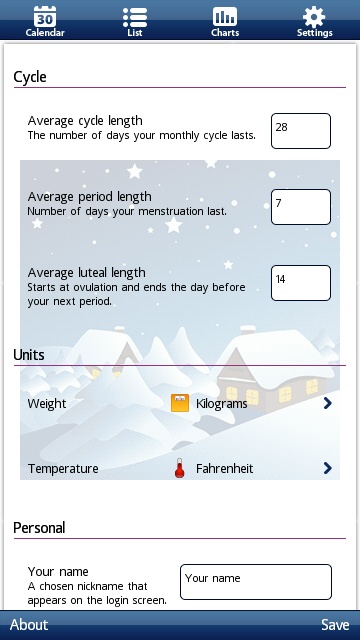 30
Calendar
List
Charts
Settings
Cycle
Average cycle length
The number of days your monthly cycle lasts.
28
Average period length
Number of days your menstruation last.
7
Average luteal length
Starts at ovulation and ends the day before
your next period.
14
Units
Weight
Kilograms
Temperature
Fahrenheit
Personal
Your name
A chosen nickname that
appears on the login screen.
Your name
About
Save